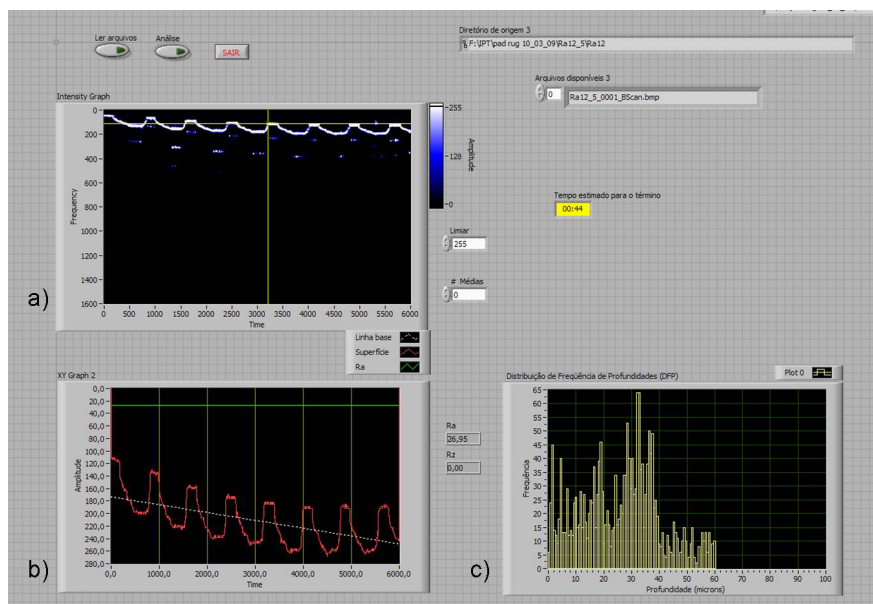 Ler arquivos
Análise
SAIR
Diretório de origem 3
F:\IPT\pad rug 10_03_09\Ra12_5\Ra12
Arquivos disponíveis 3
0
Ra12_5_0001_BScan.bmp
Intensity Graph
0
200
400
600
800
1000
1200
1400
1600
Frequency
0 500 1000 1500 2000 2500 3000 3500 4000 4500 5000 5500 6000
Time
255
128
0
Amplitude
Tempo estimado para o término
00:44
Limiar
255
# Médias
0
a)
Linha base
Superfície
Ra
XY Graph 2
0,0
20,0
40,0
60,0
80,0
100,0
120,0
140,0
160,0
180,0
200,0
220,0
240,0
260,0
280,0
Amplitude
0,0 1000,0 2000,0 3000,0 4000,0 5000,0 6000,0
Time
b)
Ra
26,95
Rz
0,00
Distribuição de Freqüência de Profundidades (DFP)
Plot 0
65
60
55
50
45
40
35
30
25
20
15
10
5
0
Frequência
0 10 20 30 40 50 60 70 80 90 100
Profundidade (microns)
c)